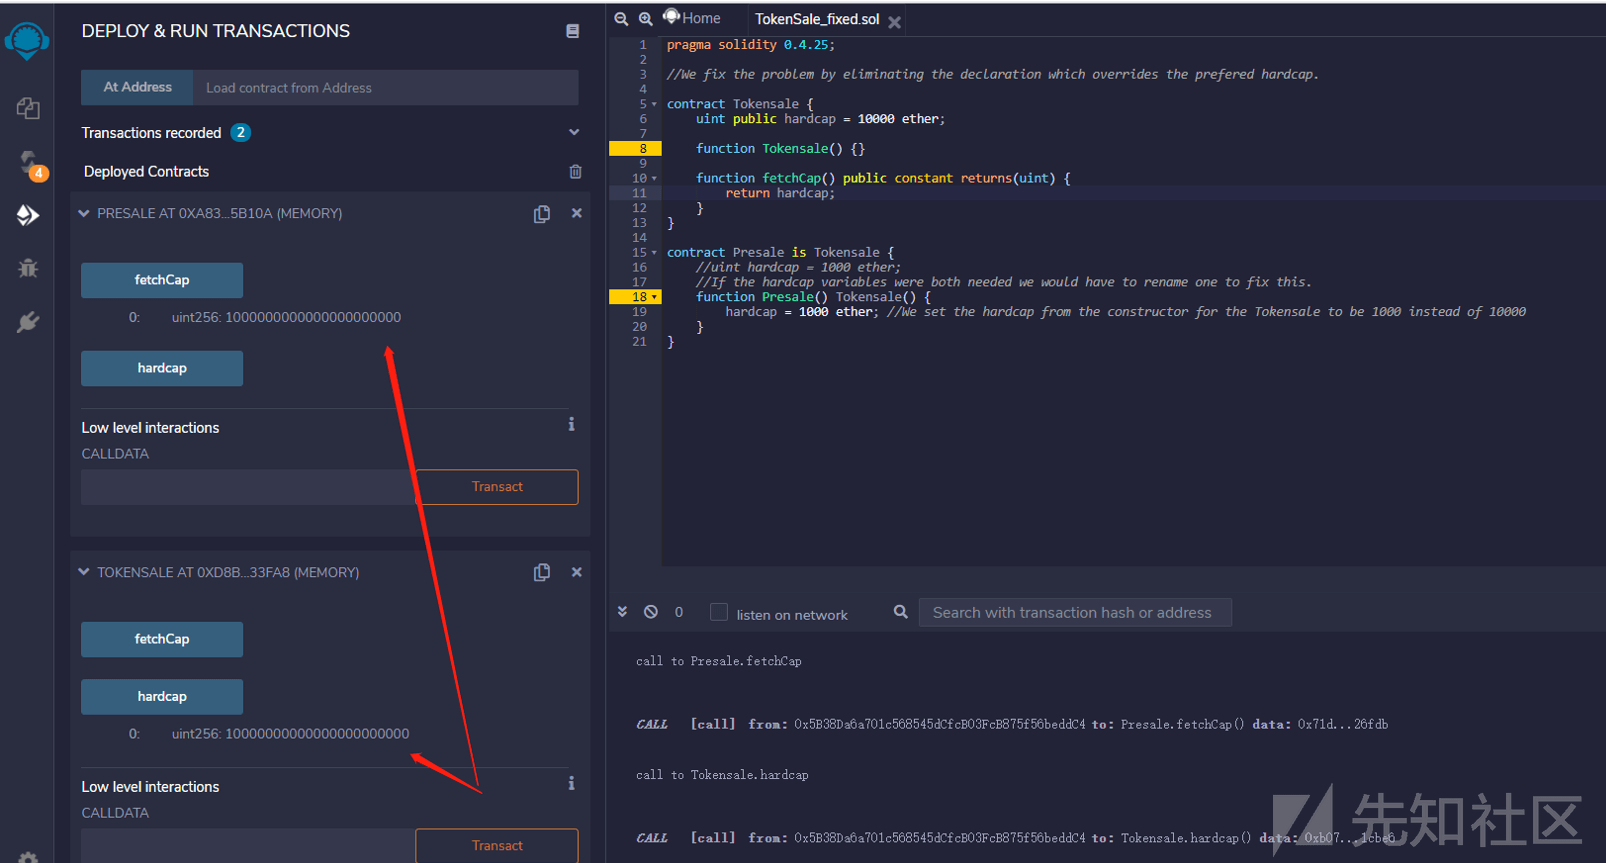 DEPLOY & RUN TRANSACTIONS
At Address
Load contract from Address
Transactions recorded 2
4
Deployed Contracts
PRESALE AT 0XA83...5B10A (MEMORY)
fetchCap
0: uint256: 1000000000000000000000
hardcap
Low level interactions
i
CALLDATA
Transact
TOKENSALE AT 0XD8B...33FA8 (MEMORY)
fetchCap
hardcap
0: uint256: 10000000000000000000000
Low level interactions
i
CALLDATA
Transact
Home
TokenSale_fixed.sol
1 pragma solidity 0.4.25;
2
3 //We fix the problem by eliminating the declaration which overrides the prefered hardcap.
4
5 contract Tokensale {
6 uint public hardcap = 10000 ether;
7
8 function Tokensale() {}
9
10 function fetchCap() public constant returns(uint) {
11 return hardcap;
12 }
13 }
14
15 contract Presale is Tokensale {
16 //uint hardcap = 1000 ether;
17 //If the hardcap variables were both needed we would have to rename one to fix this.
18 function Presale() Tokensale() {
19 hardcap = 1000 ether; //We set the hardcap from the constructor for the Tokensale to be 1000 instead of 10000
20 }
21 }
0
listen on network
Search with transaction hash or address
call to Presale.fetchCap
CALL [call] from: 0x5B38Da6a701c568545dCfcB03FcB875f56beddC4 to: Presale.fetchCap() data: 0x71d...26fdb
call to Tokensale.hardcap
CALL [call] from: 0x5B38Da6a701c568545dCfcB03FcB875f56beddC4 to: Tokensale.hardcap() data: 0xb07...1cbe6
先知社区